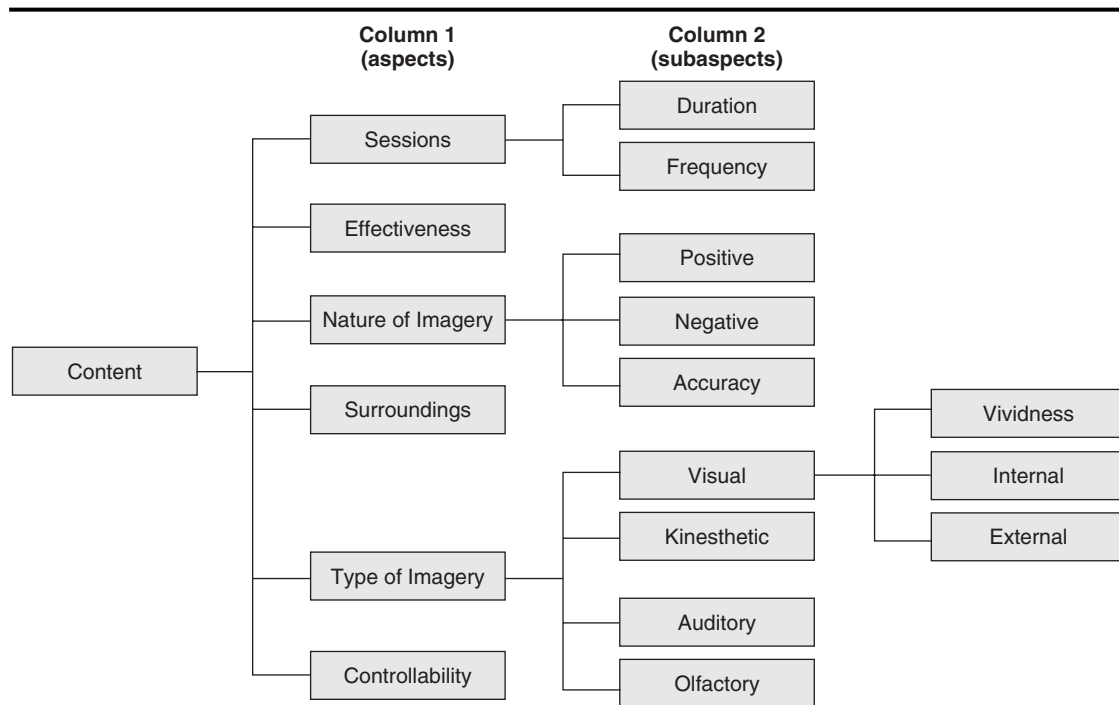 Column 1
(aspects)
Column 2
(subaspects)
Duration
Sessions
Frequency
Effectiveness
Positive
Nature of Imagery
Negative
Content
Accuracy
Surroundings
Vividness
Visual
Internal
Kinesthetic
External
Type of Imagery
Auditory
Controllability
Olfactory